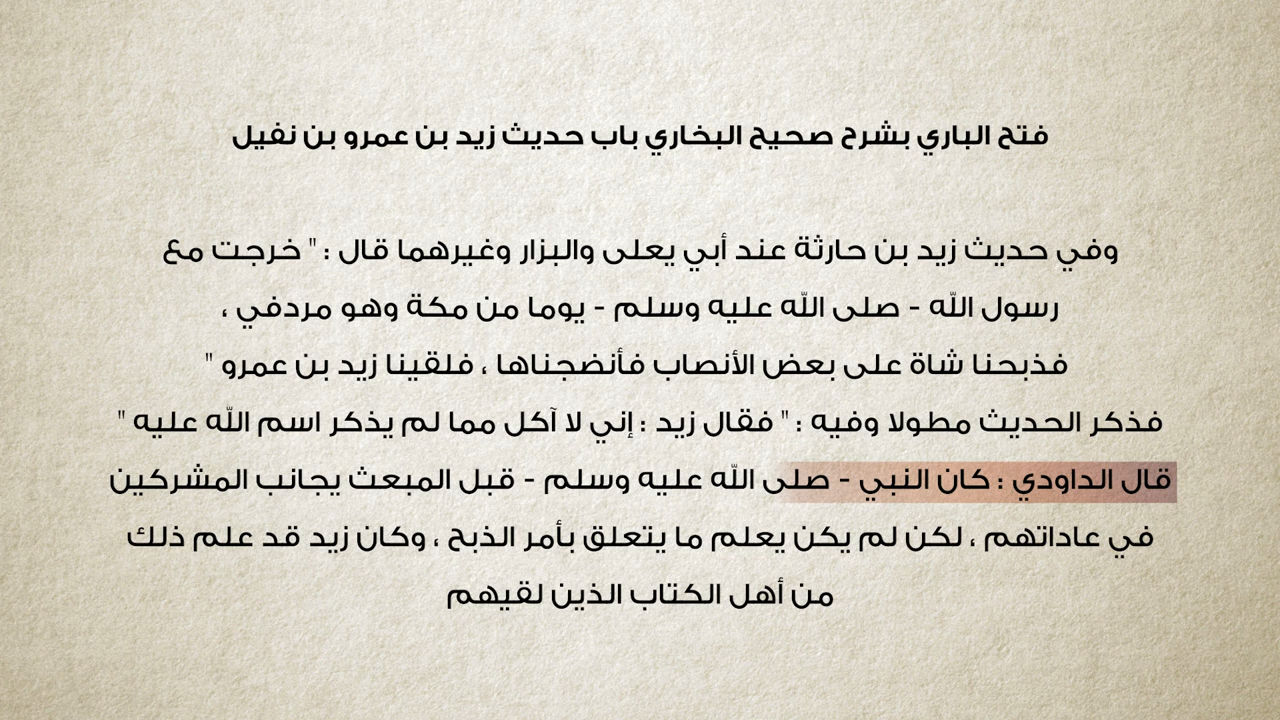 فتح الباري بشرح صحيح البخاري باب حديث زيد بن عمرو بن نفيل
وفي حديث زيد بن حارثة عند أبي يعلى والبزار وغيرهما قال : " خرجت مع
رسول الله - صلى الله عليه وسلم - يوما من مكة وهو مردفي ،
فذبحنا شاة على بعض الأنصاب فأنضجناها ، فلقينا زيد بن عمرو "
فذكر الحديث مطولا وفيه : " فقال زيد : إني لا آكل مما لم يذكر اسم الله عليه "
قال الداودي : كان النبي - صلى الله عليه وسلم - قبل المبعث يجانب المشركين
في عاداتهم ، لكن لم يكن يعلم ما يتعلق بأمر الذبح ، وكان زيد قد علم ذلك
من أهل الكتاب الذين لقيهم